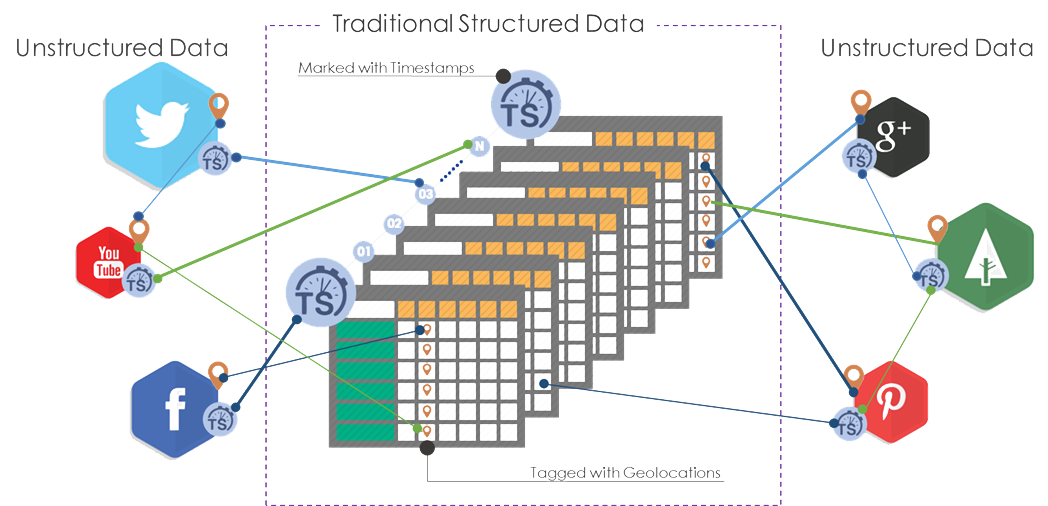 Traditional Structured Data
Unstructured Data
Unstructured Data
Marked with Timestamps
TS
N
g+
TS
TS
03
02
You
Tube
01
TS
TS
TS
f
TS
TS
Tagged with Geolocations